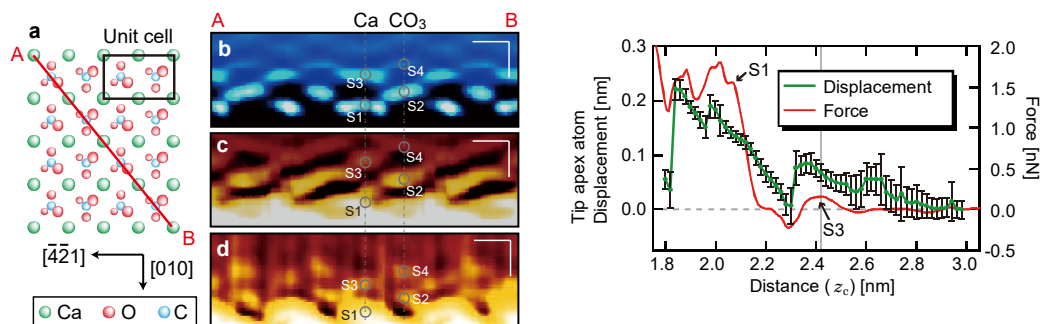 a
Unit cell
A
B
[4̄2̄1]
[010]
Ca
O
C
A
Ca
CO₃
B
b
S4
S3
S2
S1
c
S4
S3
S2
S1
d
S4
S3
S2
S1
Tip apex atom
Displacement [nm]
0.3
0.2
0.1
0.0
S1
Displacement
Force
S3
2.0
1.5
1.0
0.5
0.0
-0.5
Force [nN]
1.8
2.0
2.2
2.4
2.6
2.8
3.0
Distance (z_c) [nm]